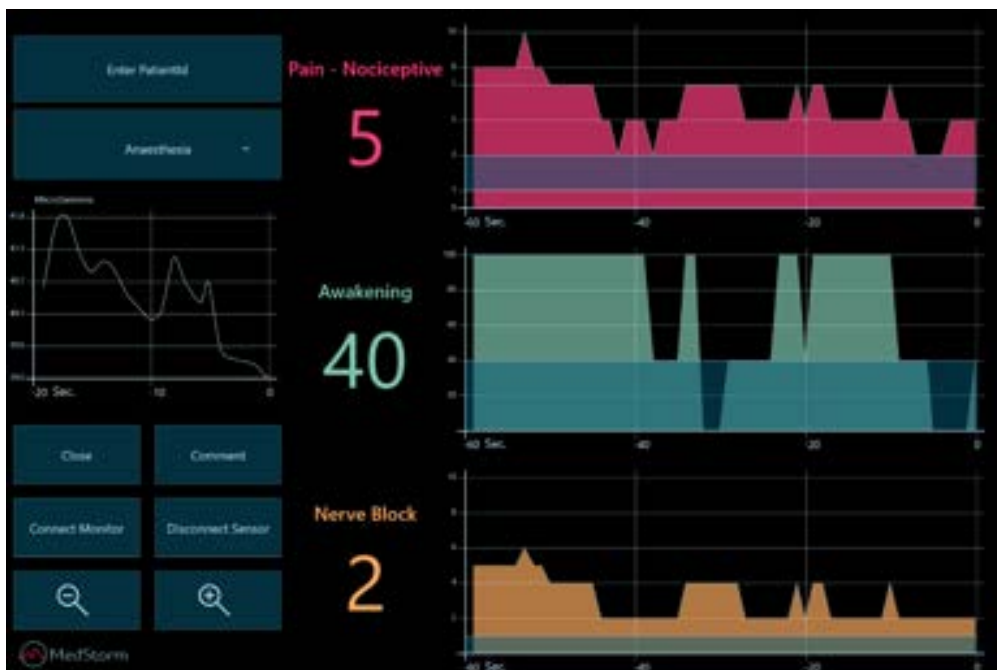 Enter PatientId
Anaesthesia
Microsiemens
-20 Sec.
-10
0
Close
Comment
Connect Monitor
Disconnect Sensor
MedStorm
Pain - Nociceptive
5
-60 Sec.
-40
-20
0
Awakening
40
-60 Sec.
-40
-20
0
Nerve Block
2
-60 Sec.
-40
-20
0